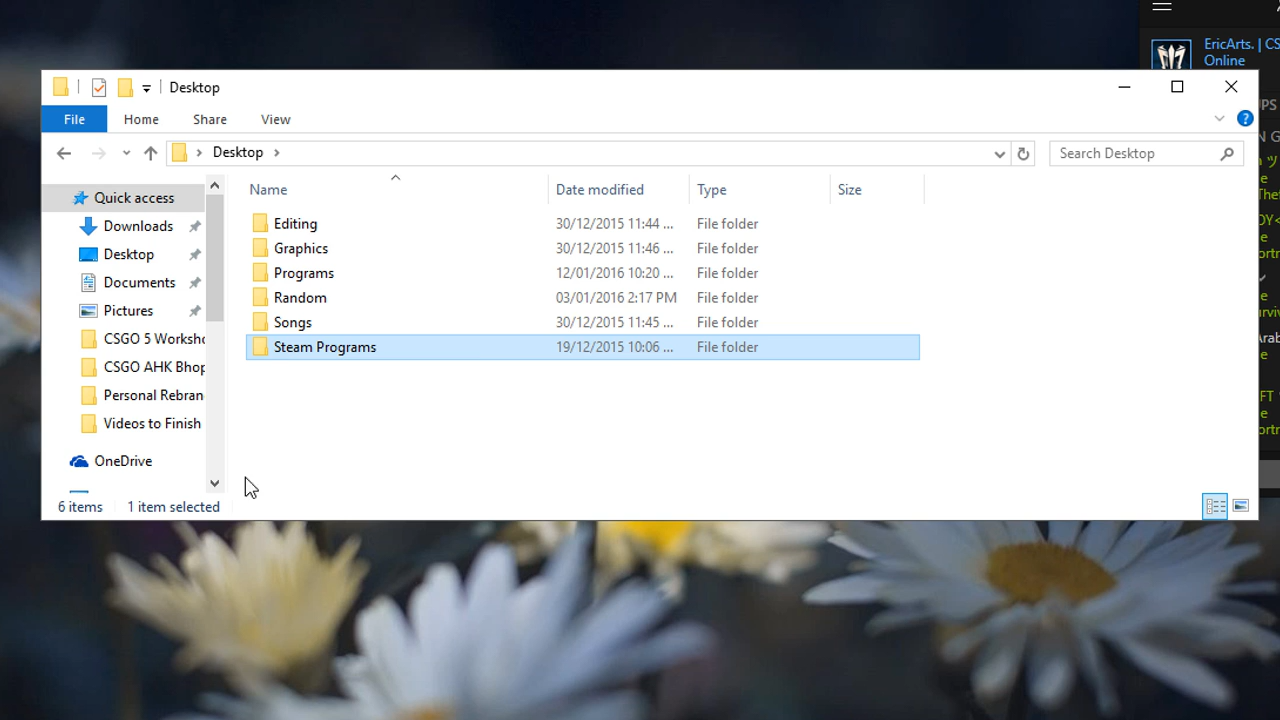 EricArts. | CS
Online
Desktop
File Home Share View
Desktop
Search Desktop
Quick access
Downloads
Desktop
Documents
Pictures
CSGO 5 Worksho
CSGO AHK Bhop
Personal Rebran
Videos to Finish
OneDrive
Name Date modified Type Size
Editing 30/12/2015 11:44 ... File folder
Graphics 30/12/2015 11:46 ... File folder
Programs 12/01/2016 10:20 ... File folder
Random 03/01/2016 2:17 PM File folder
Songs 30/12/2015 11:45 ... File folder
Steam Programs 19/12/2015 10:06 ... File folder
6 items 1 item selected